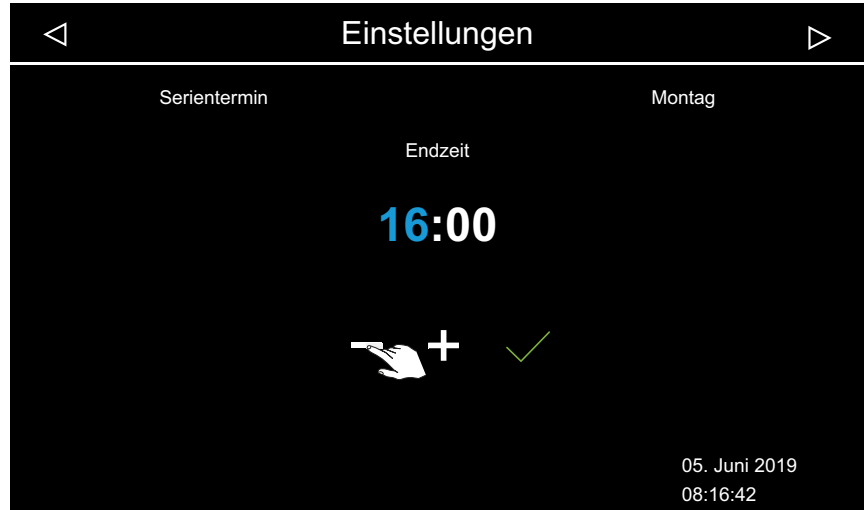 Einstellungen
Serientermin Montag
Endzeit
16:00
05. Juni 2019
08:16:42